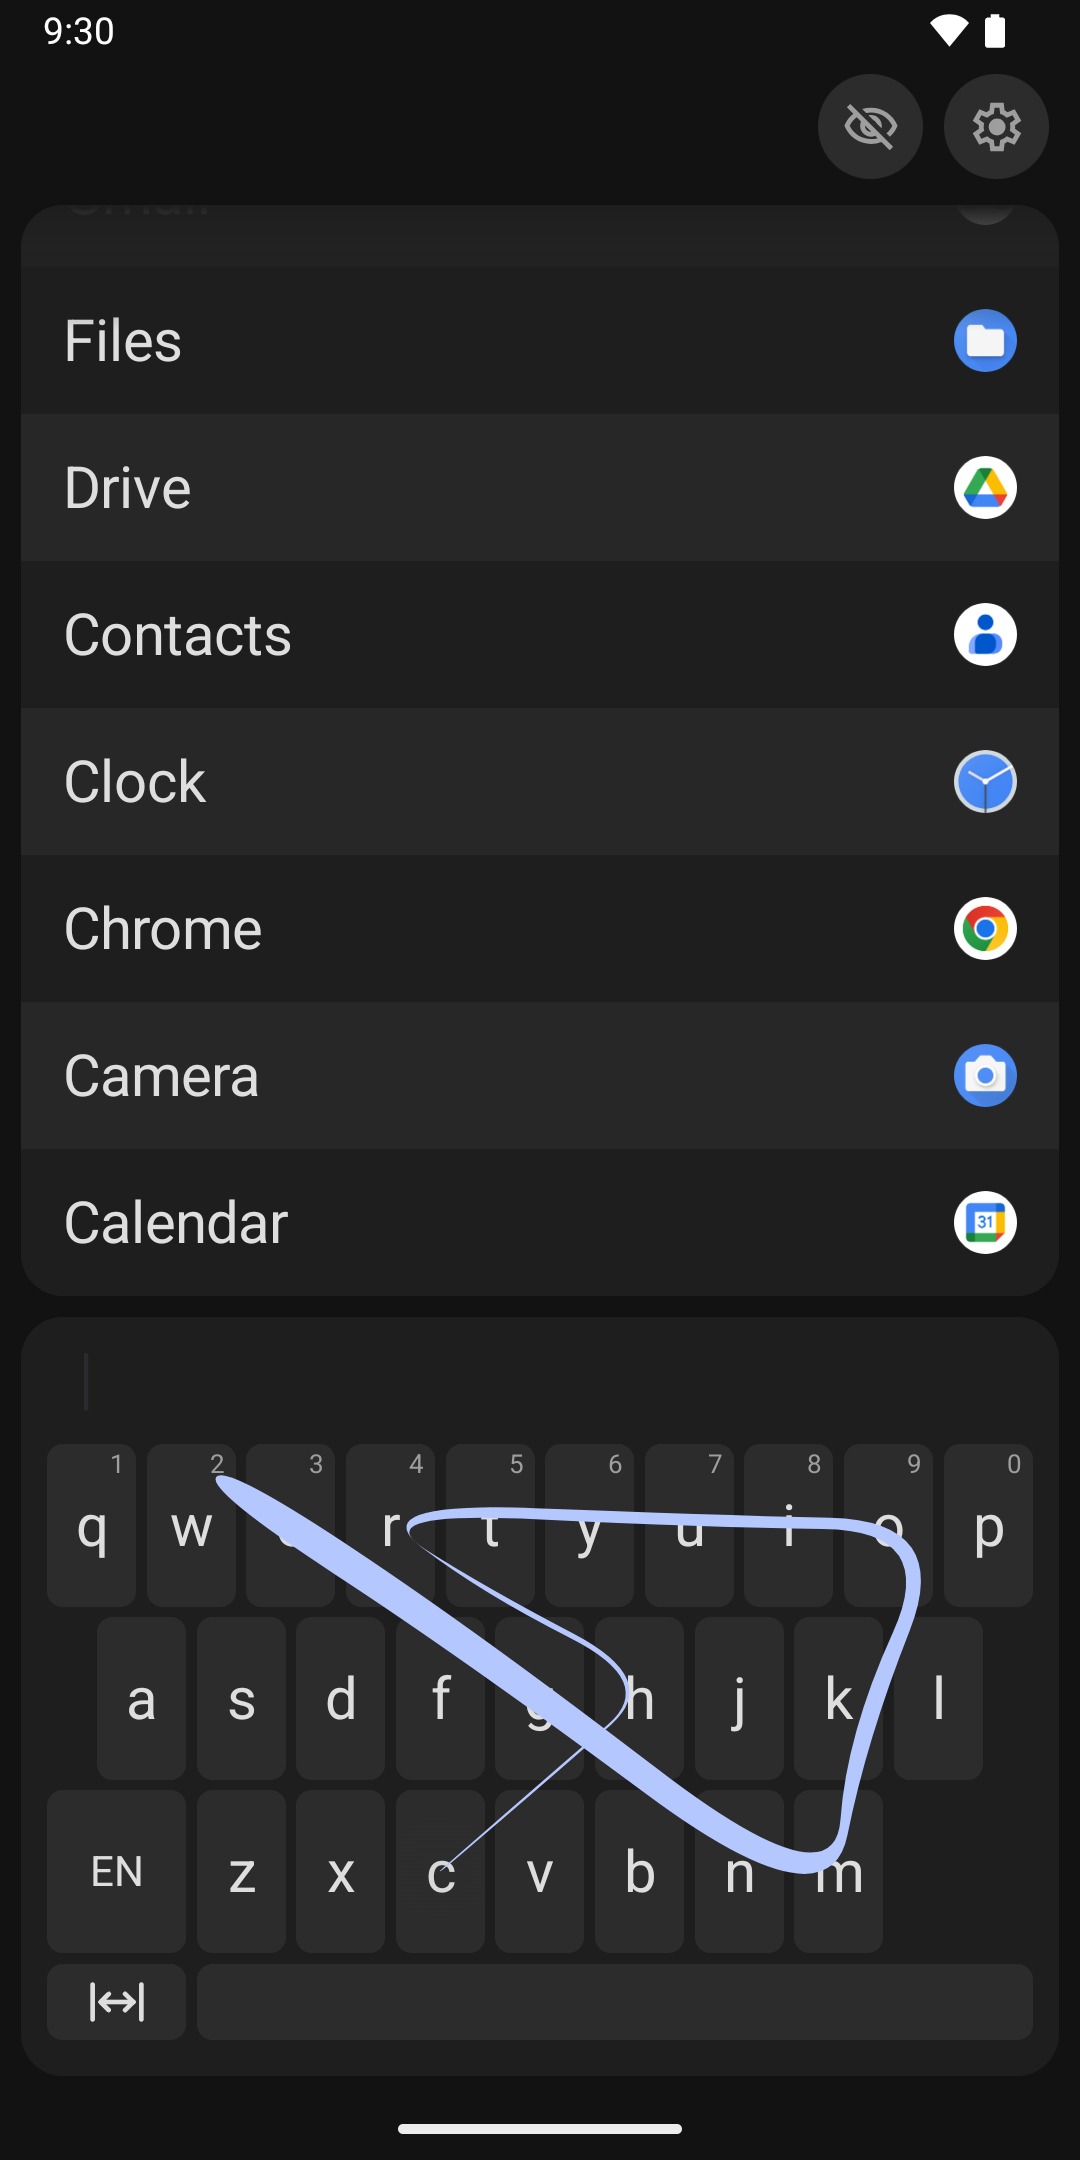 9:30
Files
Drive
Contacts
Clock
Chrome
Camera
Calendar
31
1 2 3 4 5 6 7 8 9 0
q w e r t y u i o p
a s d f g h j k l
EN z x c v b n m